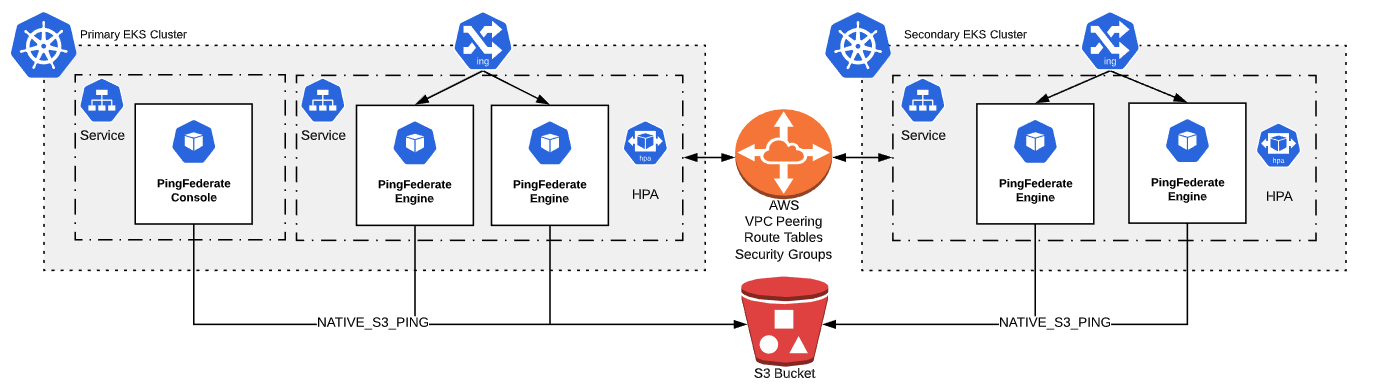 Primary EKS Cluster
ing
Service
PingFederate
Console
Service
PingFederate
Engine
PingFederate
Engine
hpa
HPA
AWS
VPC Peering
Route Tables
Security Groups
Secondary EKS Cluster
ing
Service
PingFederate
Engine
PingFederate
Engine
hpa
HPA
NATIVE_S3_PING
NATIVE_S3_PING
S3 Bucket